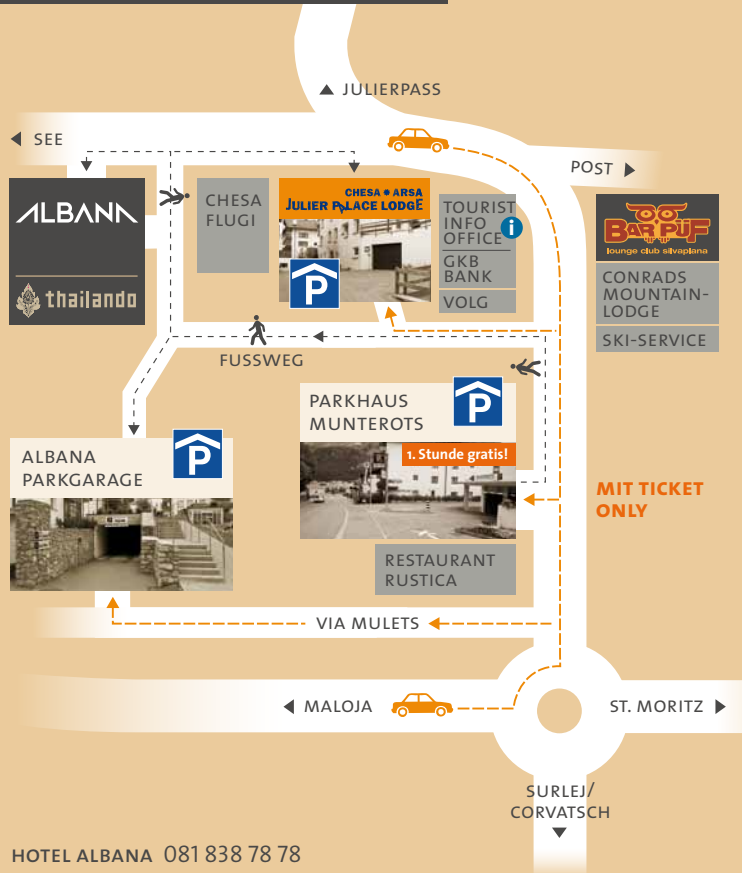 JULIERPASS
SEE
POST
ALBANA
thailando
CHESA
FLUGI
CHESA * ARSA
JULIER PALACE LODGE
P
TOURIST
INFO
OFFICE i
GKB
BANK
VOLG
BAR PÜF
lounge club silvaplana
CONRADS
MOUNTAIN-
LODGE
SKI-SERVICE
FUSSWEG
PARKHAUS
MUNTEROTS
P
1. Stunde gratis!
ALBANA
PARKGARAGE
P
MIT TICKET
ONLY
RESTAURANT
RUSTICA
VIA MULETS
MALOJA
ST. MORITZ
SURLEJ/
CORVATSCH
HOTEL ALBANA 081 838 78 78